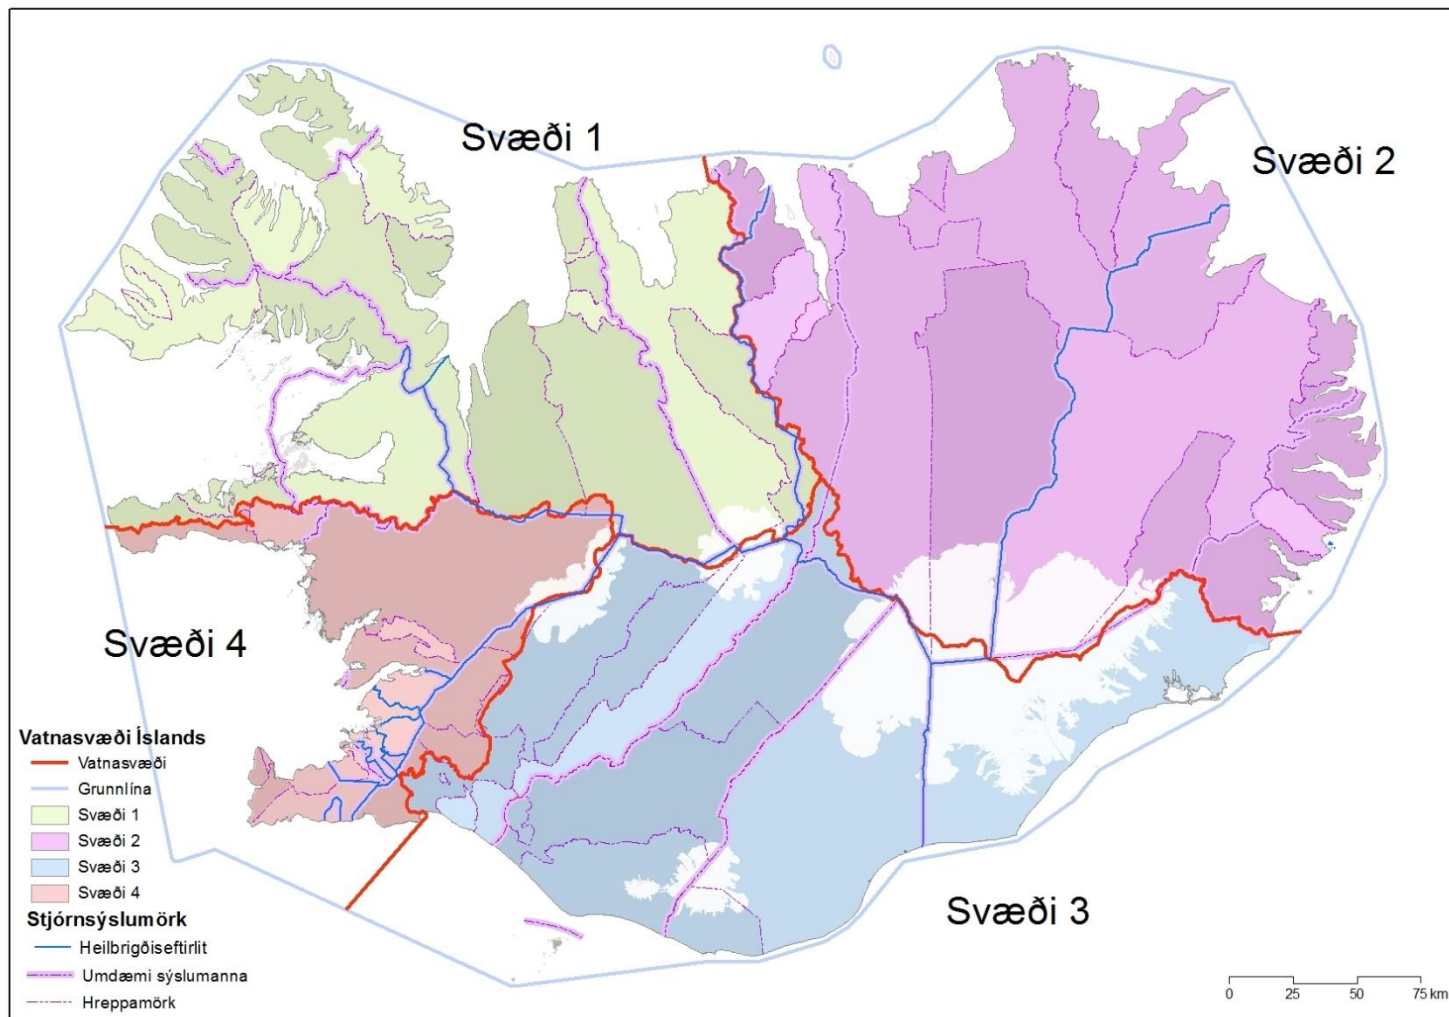 Svæði 1
Svæði 2
Svæði 4
Svæði 3
Vatnasvæði Íslands
Vatnasvæði
Grunnlína
Svæði 1
Svæði 2
Svæði 3
Svæði 4
Stjórnsýslumörk
Heilbrigðiseftirlit
Umdæmi sýslumanna
Hreppamörk
0 25 50 75 km